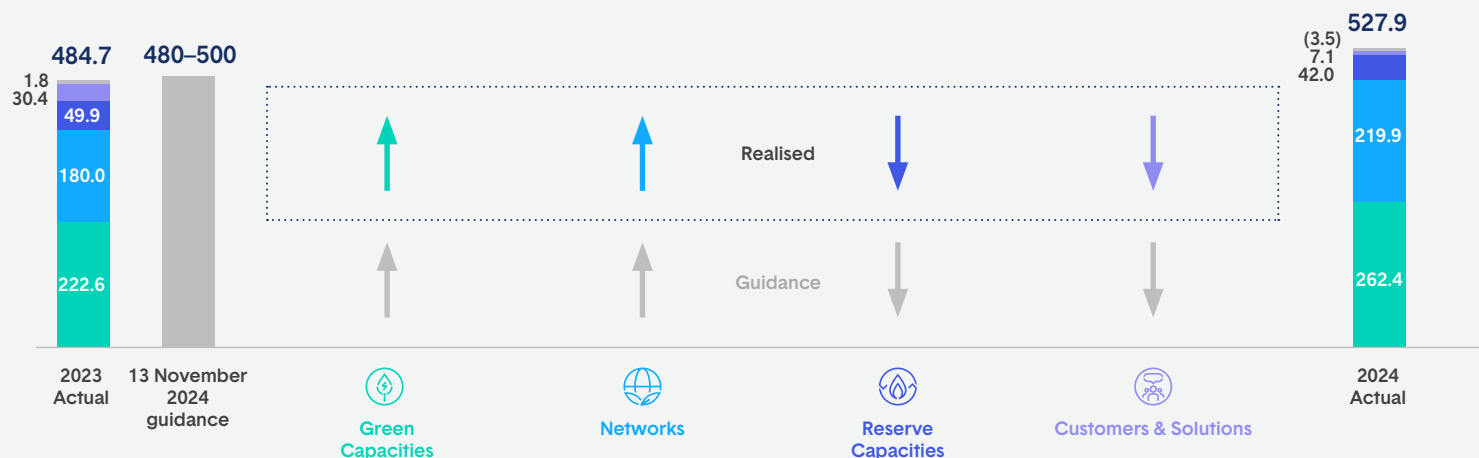 484.7
1.8
30.4
49.9
180.0
222.6
2023
Actual
480–500
13 November
2024
guidance
Realised
Guidance
Green
Capacities
Networks
Reserve
Capacities
Customers & Solutions
527.9
(3.5)
7.1
42.0
219.9
262.4
2024
Actual